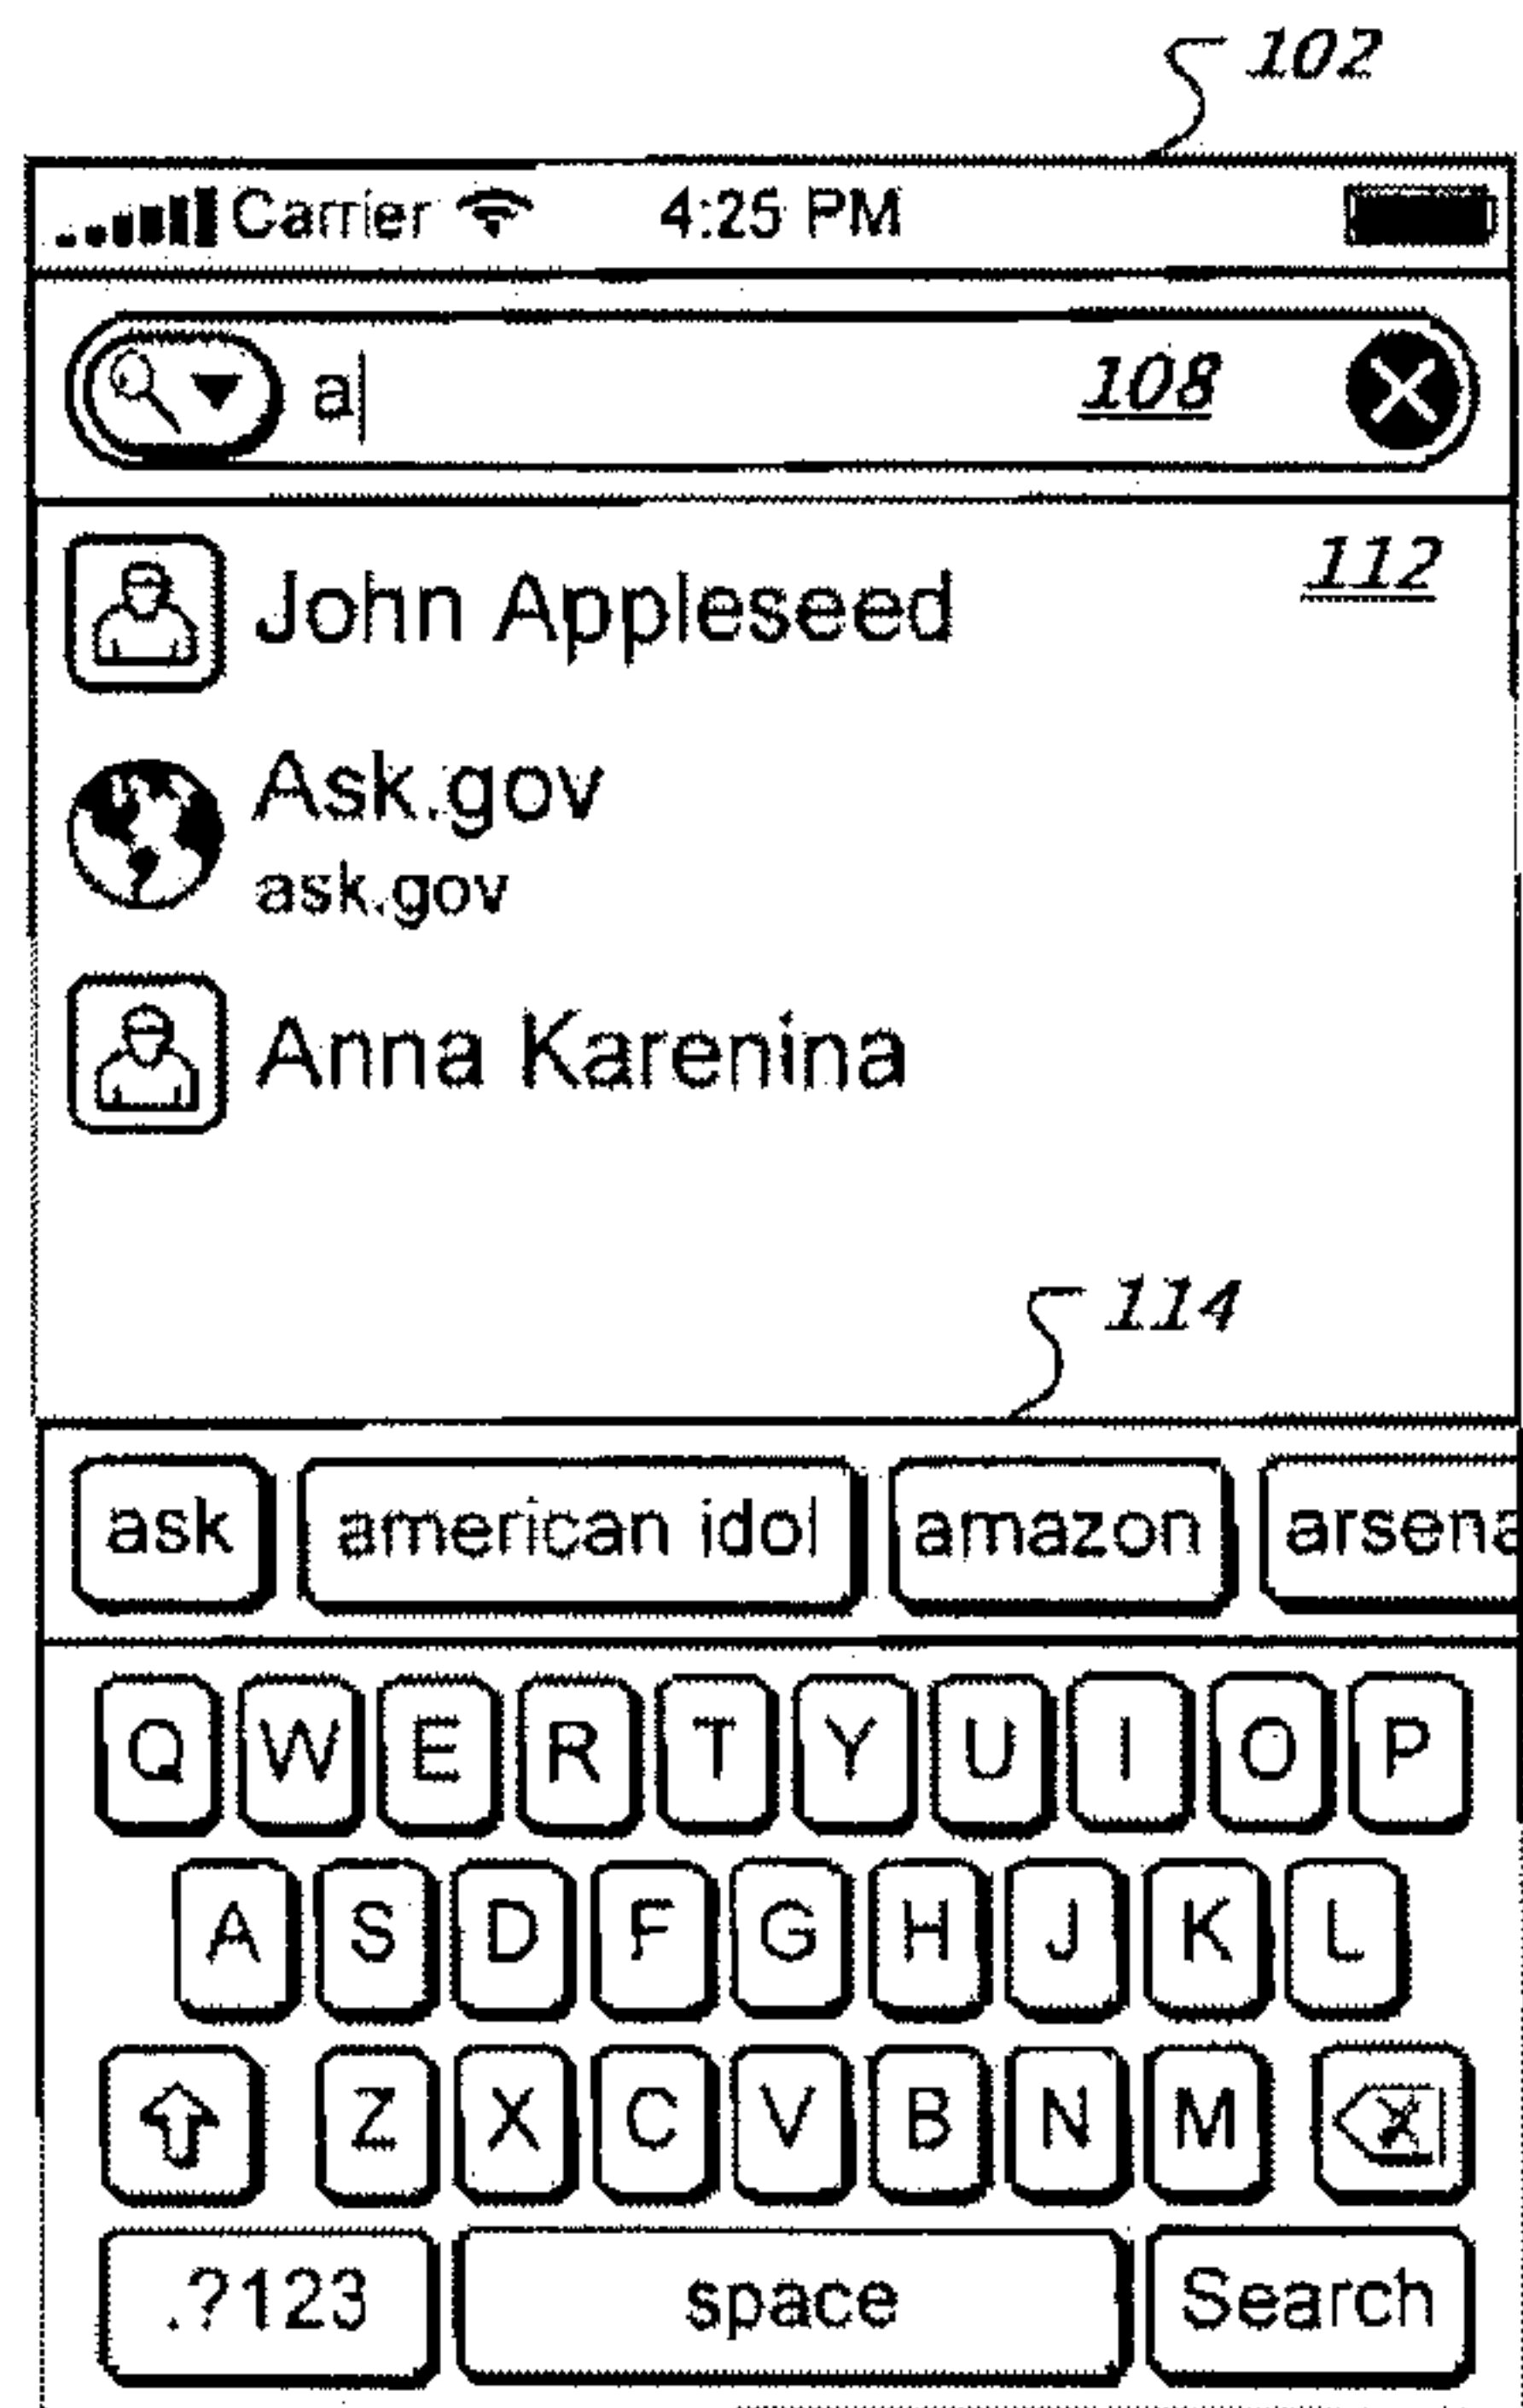 102
Carrier 4:25 PM
a 108
112
John Appleseed
Ask.gov
ask.gov
Anna Karenina
114
ask american idol amazon arsena
Q W E R T Y U I O P
A S D F G H J K L
Z X C V B N M
.?123 space Search